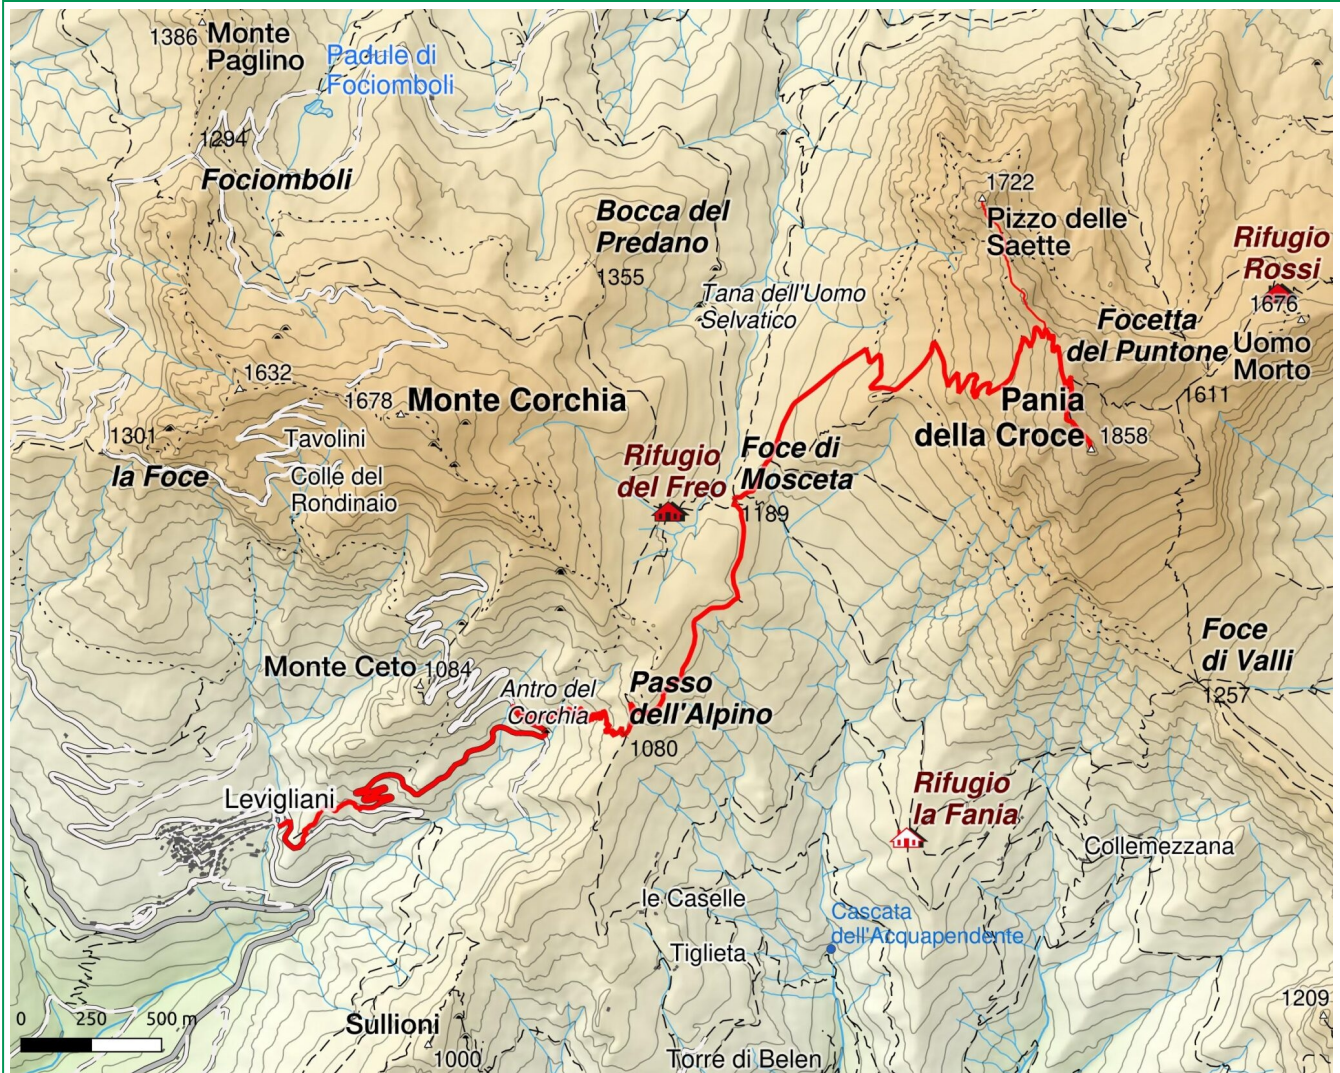 1386 Monte
Paglino
Padule di
Fociomboli
1294
Fociomboli
1722
Pizzo delle
Saette
Bocca del
Predano
1355
Rifugio
Rossi
1676
Tana dell'Uomo
Selvatico
Focetta
del Puntone
Uomo
Morto
1611
1632
1678
Monte Corchia
Pania
della Croce
1858
1301
la Foce
Tavolini
Colle del
Rondinaio
Rifugio
del Freo
Foce di
Mosceta
1189
Foce
di Valli
1257
Monte Ceto
1084
Antro del
Corchia
Passo
dell'Alpino
1080
Levigliani
Rifugio
la Fania
Collemezzana
le Caselle
Cascata
dell'Acquapendente
Tiglieta
1209
0 250 500 m
Sullioni
1000
Torre di Belen